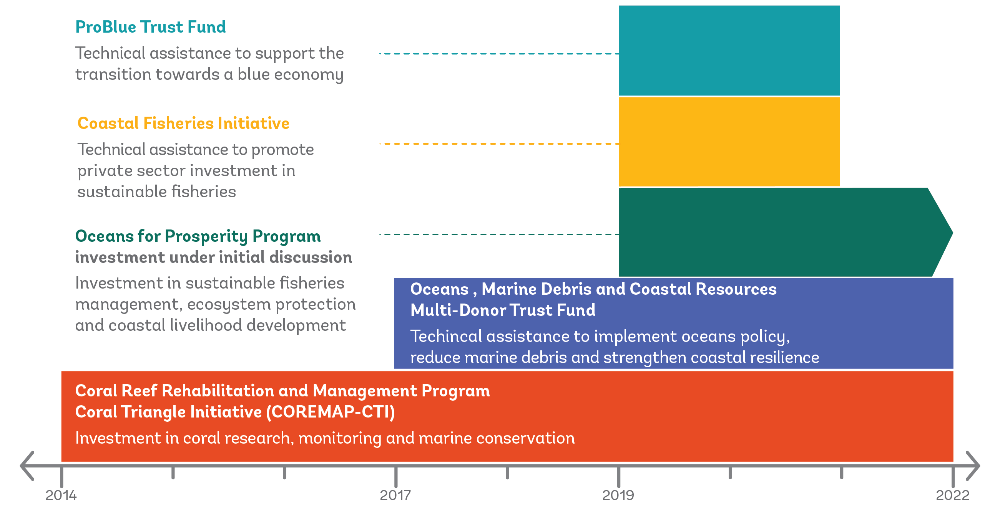 ProBlue Trust Fund
Technical assistance to support the
transition towards a blue economy
Coastal Fisheries Initiative
Technical assistance to promote
private sector investment in
sustainable fisheries
Oceans for Prosperity Program
investment under initial discussion
Investment in sustainable fisheries
management, ecosystem protection
and coastal livelihood development
Oceans , Marine Debris and Coastal Resources
Multi-Donor Trust Fund
Techincal assistance to implement oceans policy,
reduce marine debris and strengthen coastal resilience
Coral Reef Rehabilitation and Management Program
Coral Triangle Initiative (COREMAP-CTI)
Investment in coral research, monitoring and marine conservation
2014 2017 2019 2022